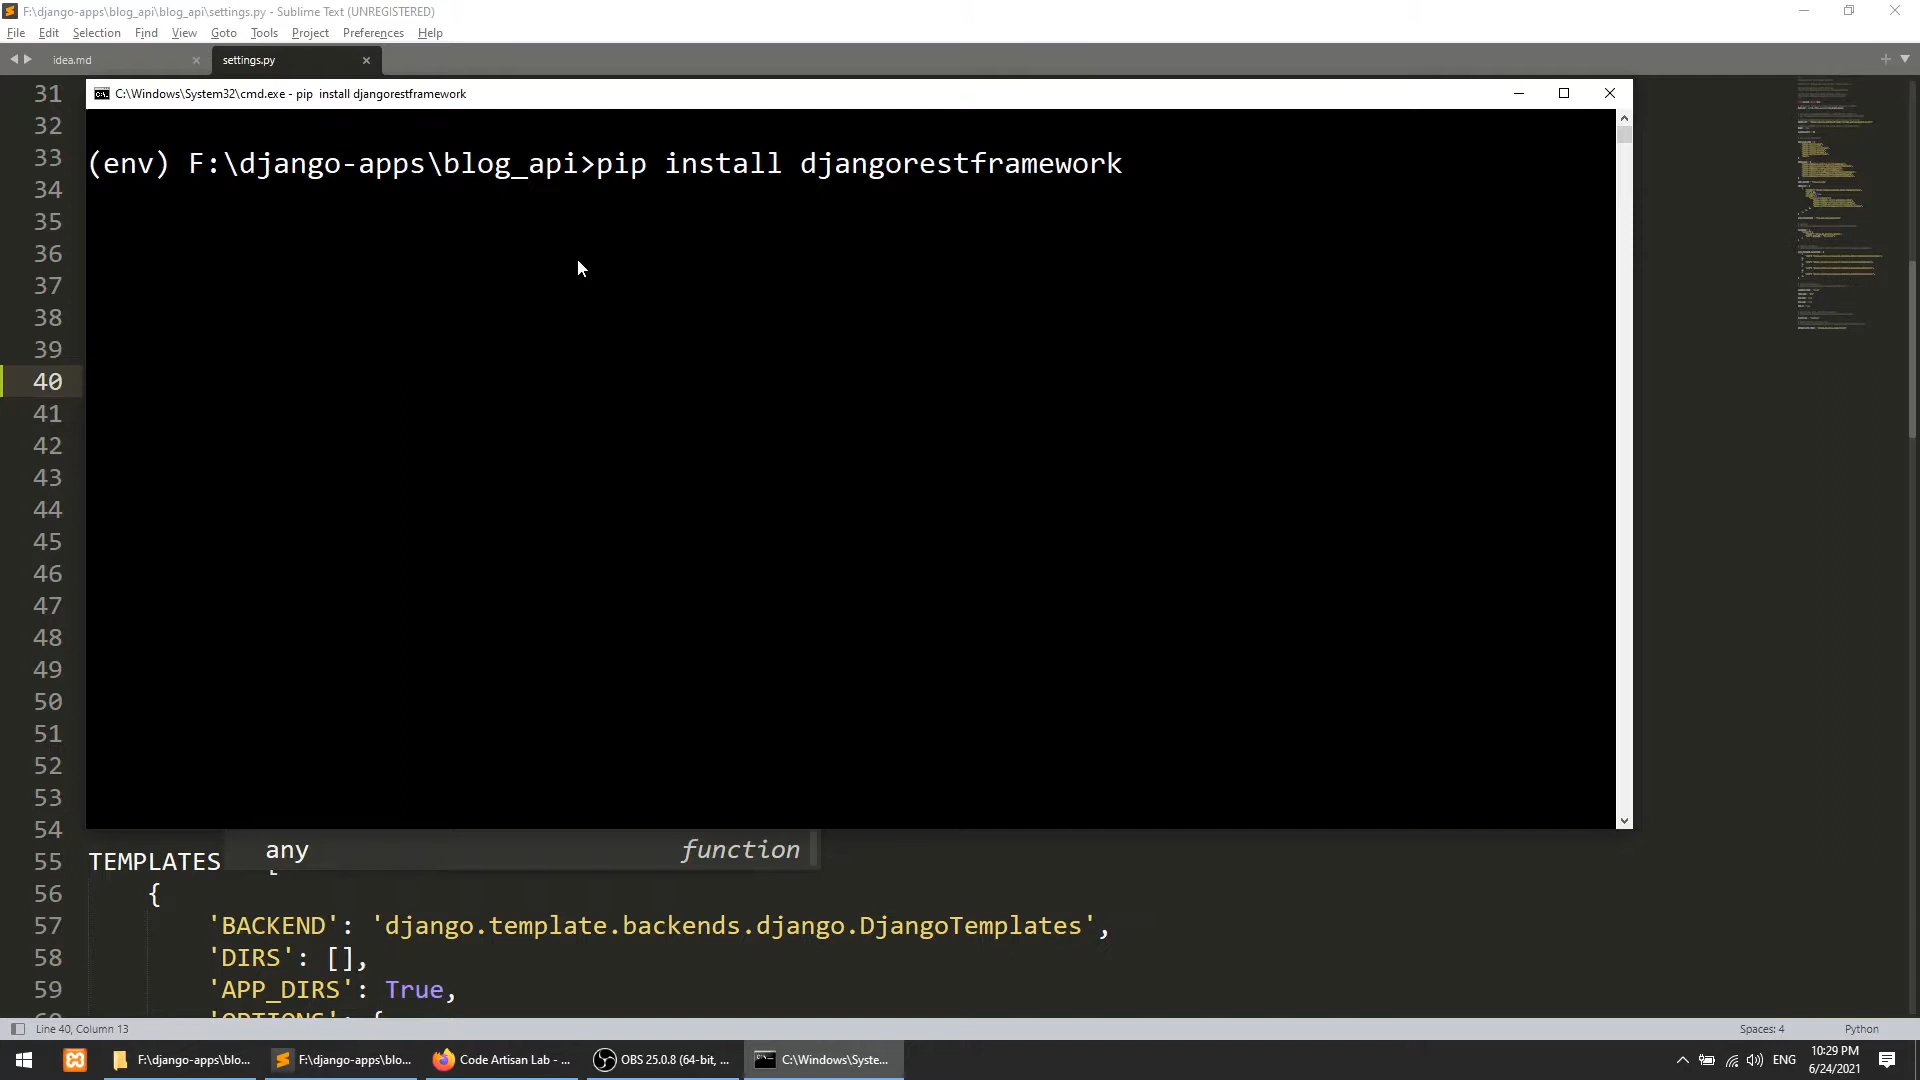 F:\django-apps\blog_api\blog_api\settings.py - Sublime Text (UNREGISTERED)
File Edit Selection Find View Goto Tools Project Preferences Help
idea.md
settings.py
C:\Windows\System32\cmd.exe - pip install djangorestframework
(env) F:\django-apps\blog_api>pip install djangorestframework
31
32
33
34
35
36
37
38
39
40
41
42
43
44
45
46
47
48
49
50
51
52
53
54
any function
55 TEMPLATES
56 {
57 'BACKEND': 'django.template.backends.django.DjangoTemplates',
58 'DIRS': [],
59 'APP_DIRS': True,
60 'OPTIONS': {
Line 40, Column 13
Spaces: 4
Python
F:\django-apps\blo...
F:\django-apps\blo...
Code Artisan Lab - ...
OBS 25.0.8 (64-bit, ...
C:\Windows\Syste...
ENG
10:29 PM
6/24/2021